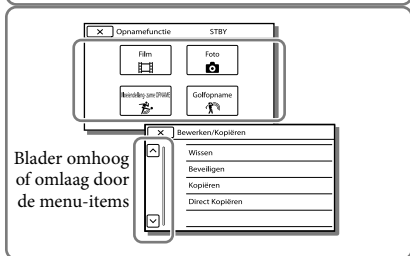 × Opnamefunctie STBY
Film Foto
Golfopname
× Bewerken/Kopiëren
Wissen
Beveiligen
Kopiëren
Direct Kopiëren
Blader omhoog
of omlaag door
de menu-items